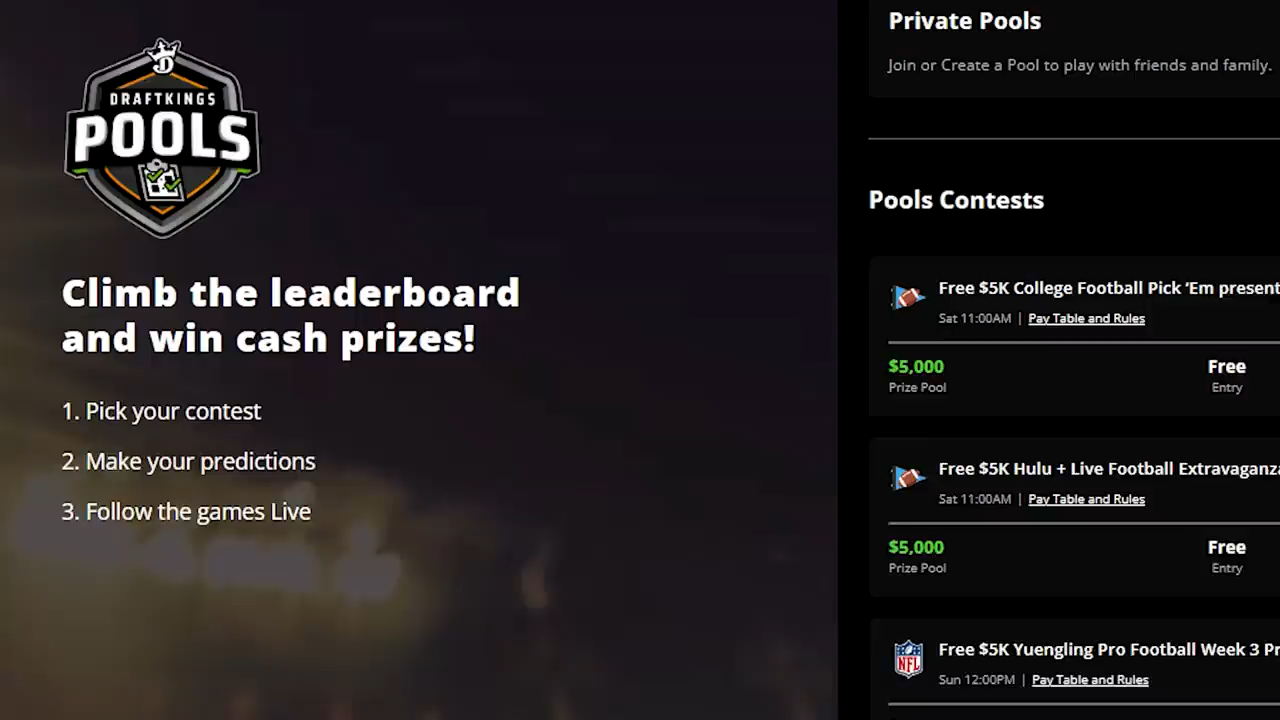 DRAFTKINGS
POOLS
Climb the leaderboard
and win cash prizes!
1. Pick your contest
2. Make your predictions
3. Follow the games Live
Private Pools
Join or Create a Pool to play with friends and family.
Pools Contests
Free $5K College Football Pick ‘Em present
Sat 11:00AM | Pay Table and Rules
$5,000 Free
Prize Pool Entry
Free $5K Hulu + Live Football Extravaganza
Sat 11:00AM | Pay Table and Rules
$5,000 Free
Prize Pool Entry
NFL
Free $5K Yuengling Pro Football Week 3 Pr
Sun 12:00PM | Pay Table and Rules